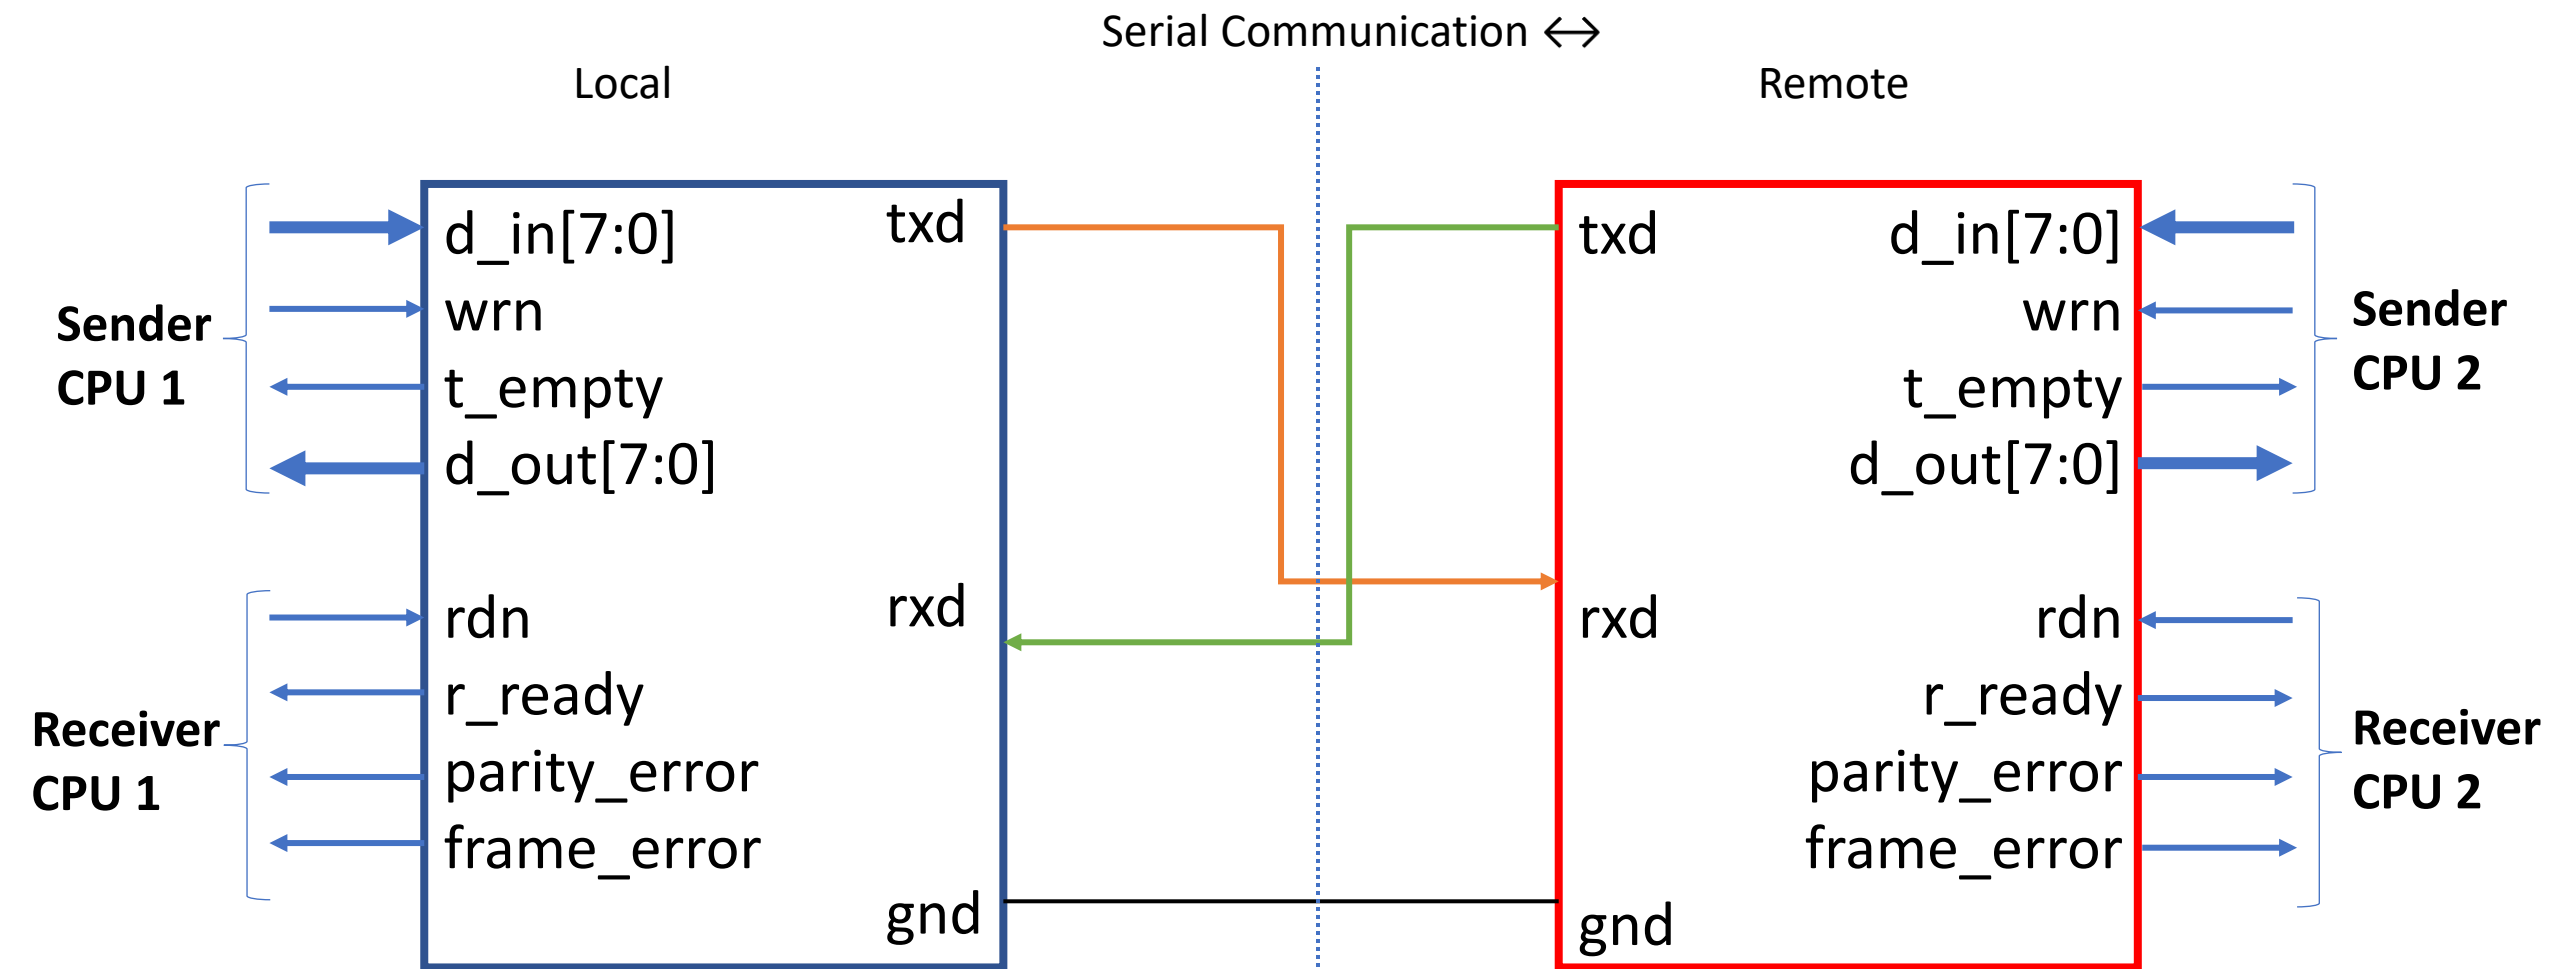 Serial Communication ↔
Local
Remote
Sender
CPU 1
d_in[7:0]
wrn
t_empty
d_out[7:0]
Receiver
CPU 1
rdn
r_ready
parity_error
frame_error
txd
rxd
gnd
txd
rxd
gnd
d_in[7:0]
wrn
t_empty
d_out[7:0]
Sender
CPU 2
rdn
r_ready
parity_error
frame_error
Receiver
CPU 2